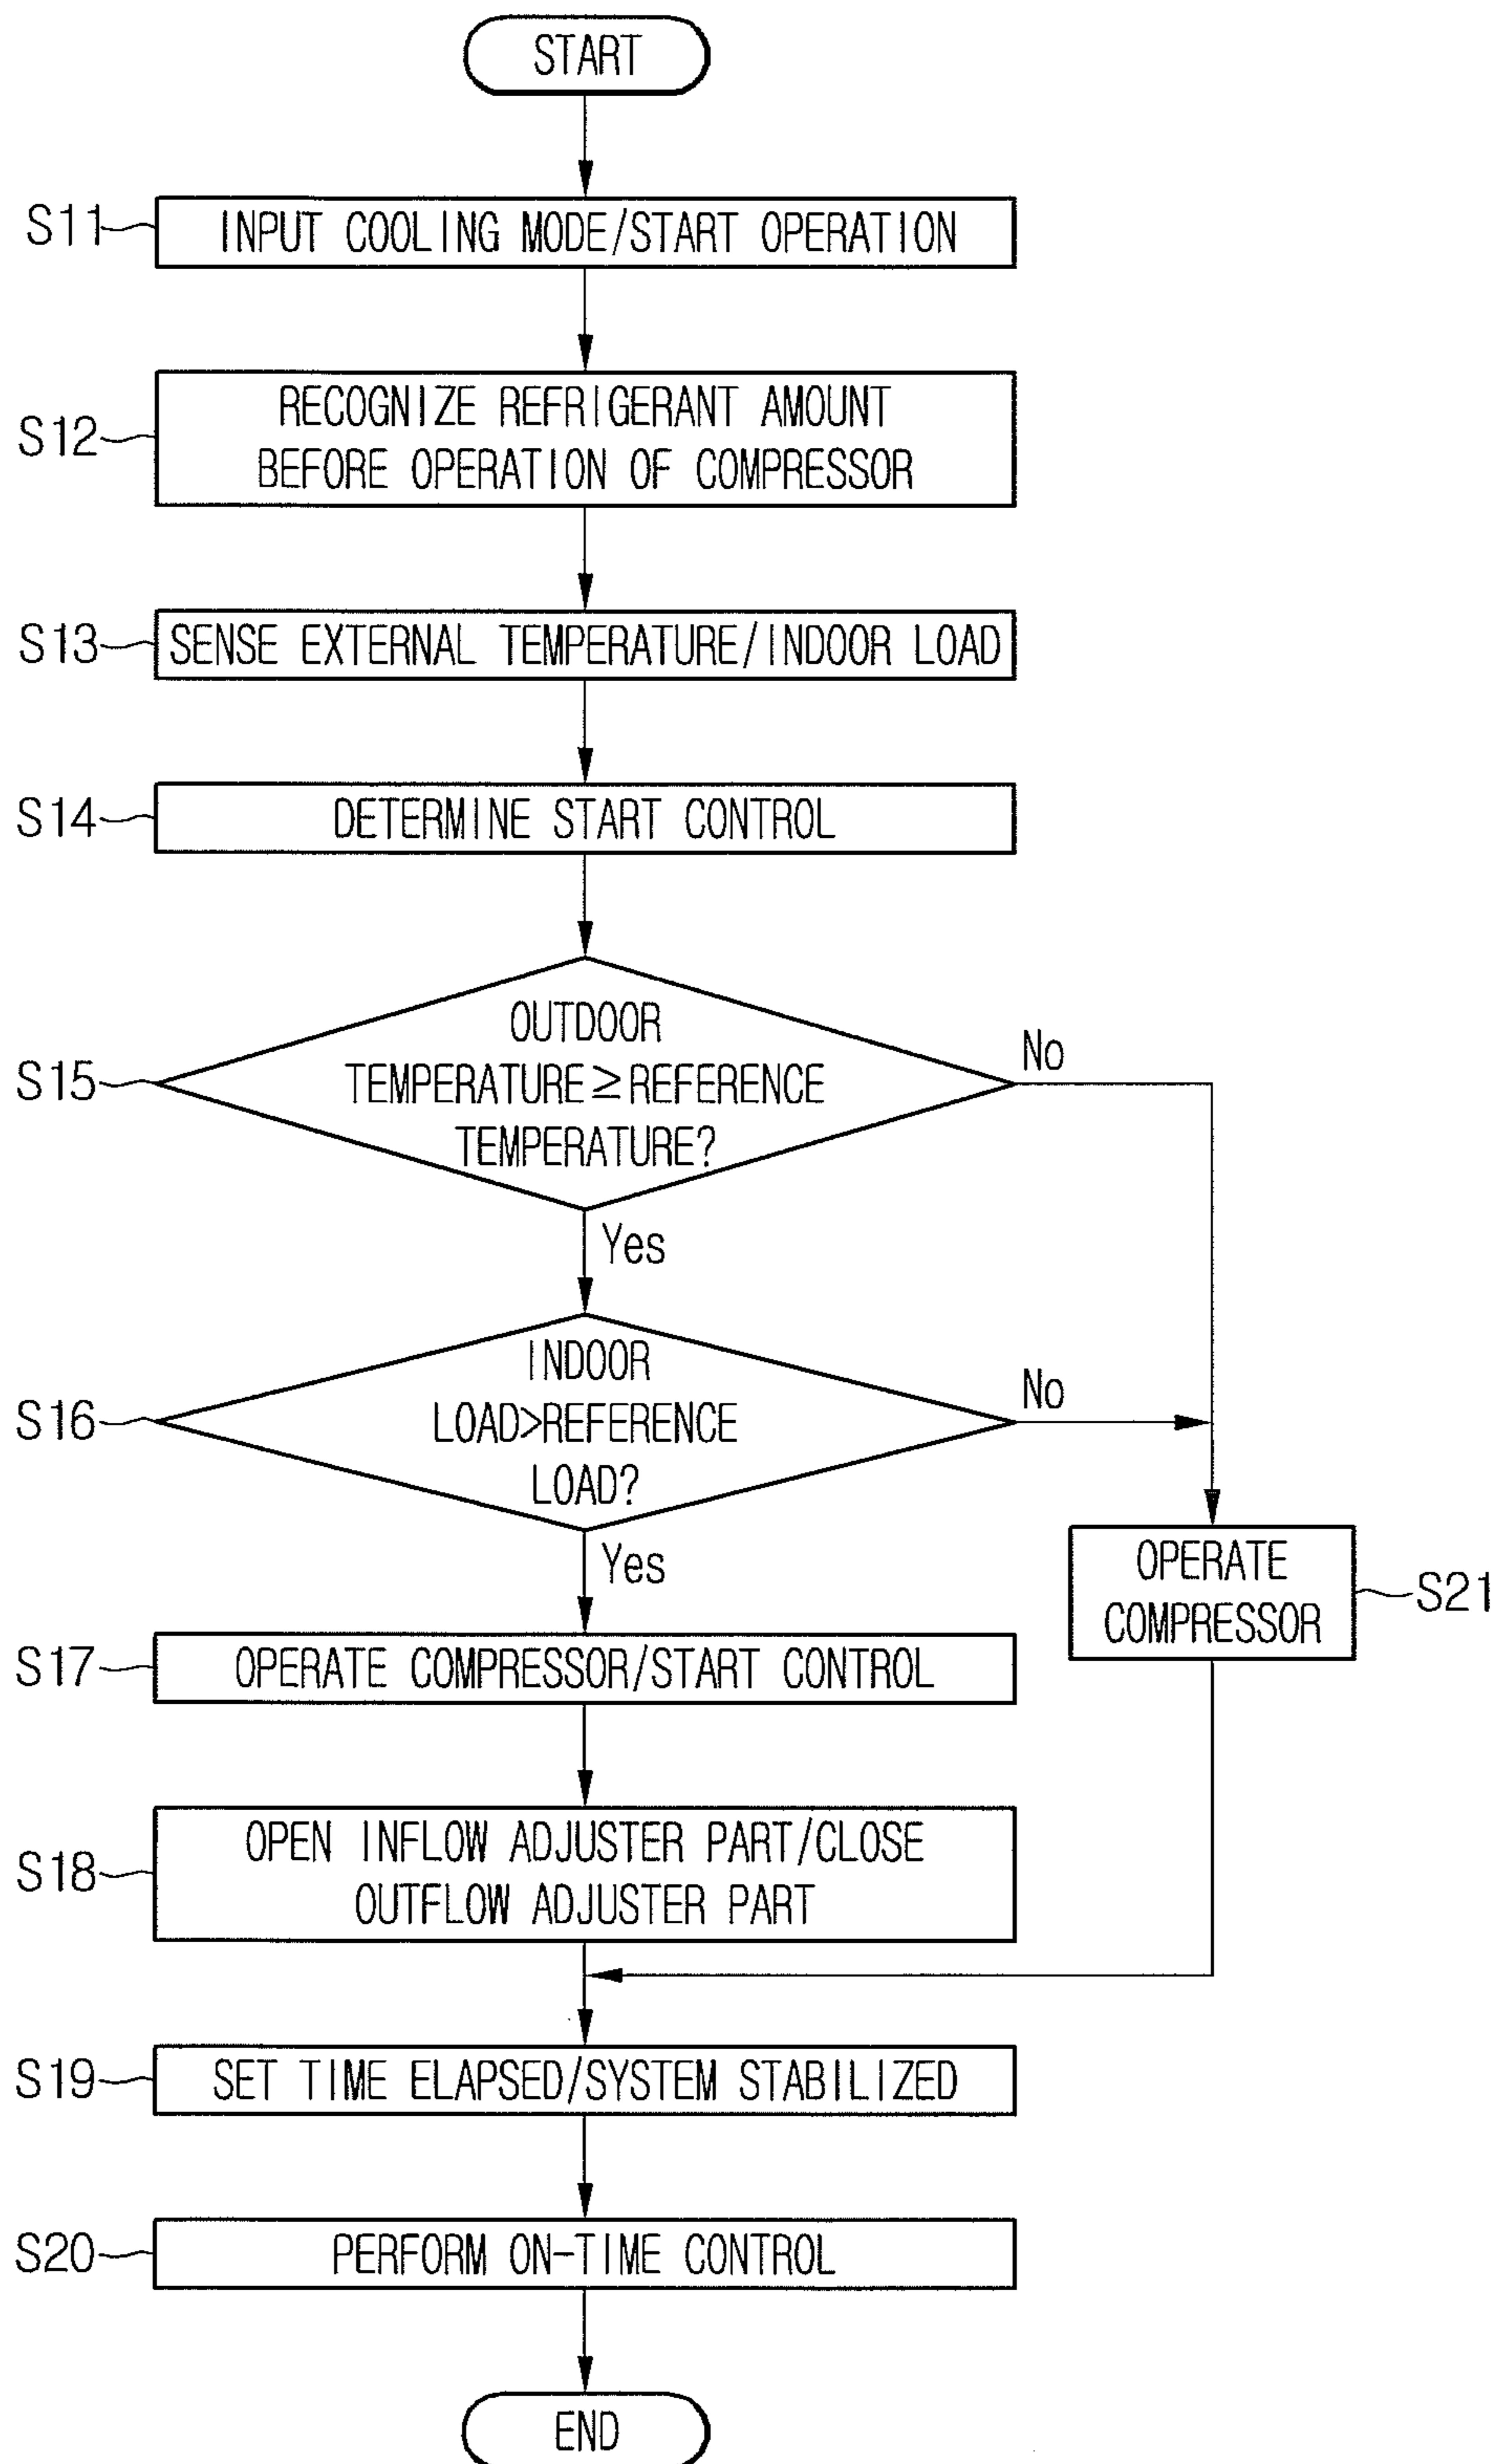 START
S11
INPUT COOLING MODE/START OPERATION
S12
RECOGNIZE REFRIGERANT AMOUNT
BEFORE OPERATION OF COMPRESSOR
S13
SENSE EXTERNAL TEMPERATURE/INDOOR LOAD
S14
DETERMINE START CONTROL
S15
OUTDOOR
TEMPERATURE≥REFERENCE
TEMPERATURE?
No
Yes
S16
INDOOR
LOAD>REFERENCE
LOAD?
No
Yes
OPERATE
COMPRESSOR
S21
S17
OPERATE COMPRESSOR/START CONTROL
S18
OPEN INFLOW ADJUSTER PART/CLOSE
OUTFLOW ADJUSTER PART
S19
SET TIME ELAPSED/SYSTEM STABILIZED
S20
PERFORM ON-TIME CONTROL
END